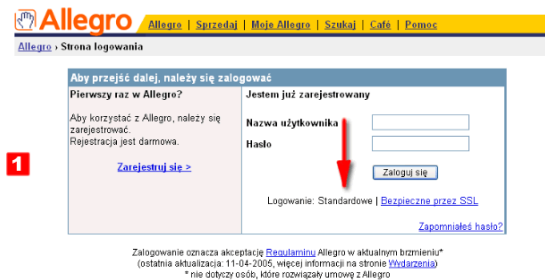 Allegro Allegro | Sprzedaj | Moje Allegro | Szukaj | Café | Pomoc
Allegro › Strona logowania
Aby przejść dalej, należy się zalogować
Pierwszy raz w Allegro?
Aby korzystać z Allegro, należy się
zarejestrować.
Rejestracja jest darmowa.
Zarejestruj się >
Jestem już zarejestrowany
Nazwa użytkownika
Hasło
Zaloguj się
Logowanie: Standardowe | Bezpieczne przez SSL
Zapomniałeś hasło?
1
Zalogowanie oznacza akceptację Regulaminu Allegro w aktualnym brzmieniu*
(ostatnia aktualizacja: 11-04-2005, więcej informacji na stronie Wydarzenia)
* nie dotyczy osób, które rozwiązały umowę z Allegro